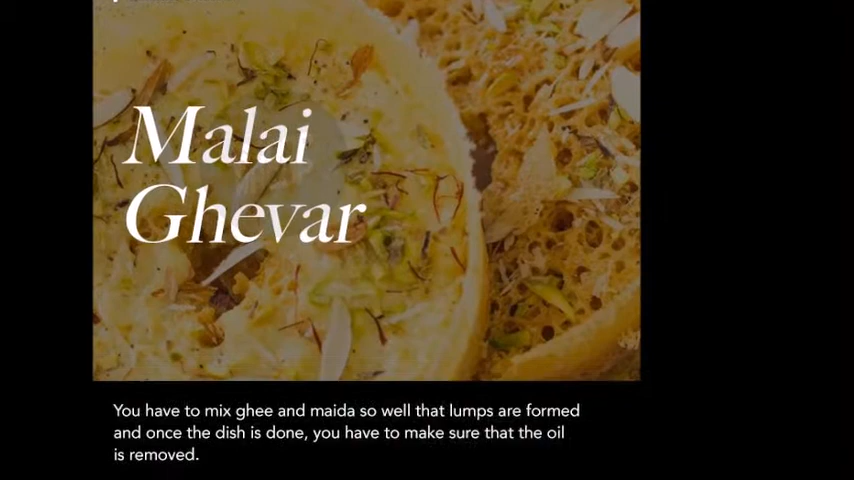 Malai
Ghevar
You have to mix ghee and maida so well that lumps are formed
and once the dish is done, you have to make sure that the oil
is removed.